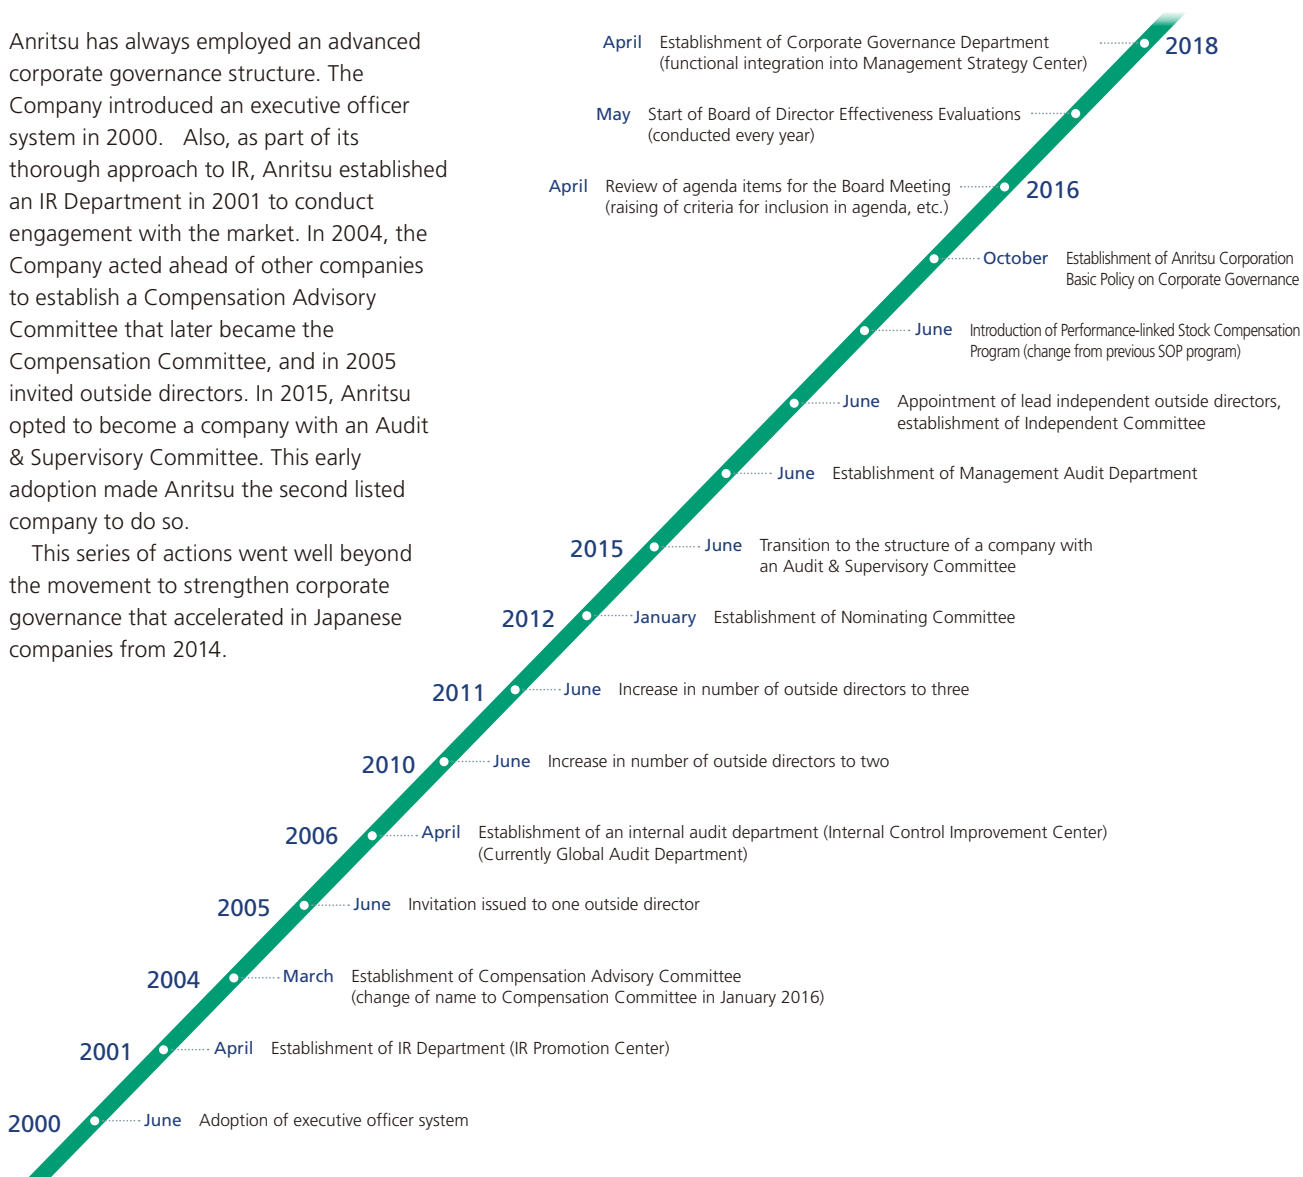 Anritsu has always employed an advanced
corporate governance structure. The
Company introduced an executive officer
system in 2000.   Also, as part of its
thorough approach to IR, Anritsu established
an IR Department in 2001 to conduct
engagement with the market. In 2004, the
Company acted ahead of other companies
to establish a Compensation Advisory
Committee that later became the
Compensation Committee, and in 2005
invited outside directors. In 2015, Anritsu
opted to become a company with an Audit
& Supervisory Committee. This early
adoption made Anritsu the second listed
company to do so.
This series of actions went well beyond
the movement to strengthen corporate
governance that accelerated in Japanese
companies from 2014.
April Establishment of Corporate Governance Department 2018
(functional integration into Management Strategy Center)
May Start of Board of Director Effectiveness Evaluations
(conducted every year)
April Review of agenda items for the Board Meeting 2016
(raising of criteria for inclusion in agenda, etc.)
October Establishment of Anritsu Corporation
Basic Policy on Corporate Governance
June Introduction of Performance-linked Stock Compensation
Program (change from previous SOP program)
June Appointment of lead independent outside directors,
establishment of Independent Committee
June Establishment of Management Audit Department
2015 June Transition to the structure of a company with
an Audit & Supervisory Committee
2012 January Establishment of Nominating Committee
2011 June Increase in number of outside directors to three
2010 June Increase in number of outside directors to two
2006 April Establishment of an internal audit department (Internal Control Improvement Center)
(Currently Global Audit Department)
2005 June Invitation issued to one outside director
2004 March Establishment of Compensation Advisory Committee
(change of name to Compensation Committee in January 2016)
2001 April Establishment of IR Department (IR Promotion Center)
2000 June Adoption of executive officer system